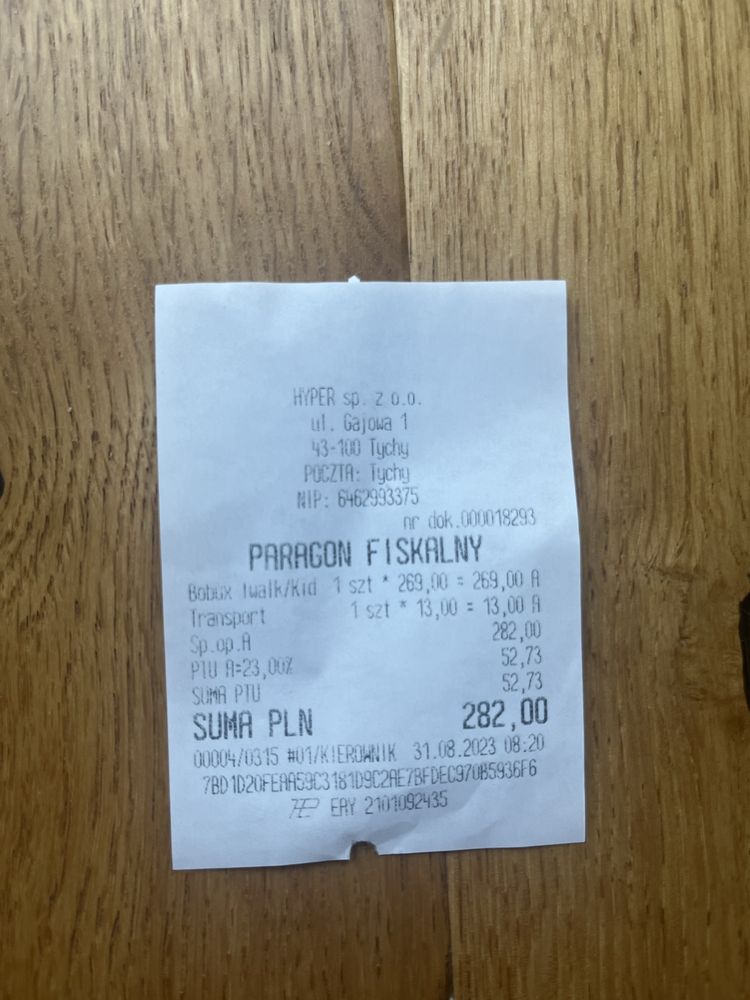 HYPER sp. z o.o.
ul. Gajowa 1
43-100 Tychy
POCZTA: Tychy
NIP: 6462993375
nr dok.000018293
PARAGON FISKALNY
Bobux Iwalk/Kid 1 szt * 269,00 = 269,00 A
Transport 1 szt * 13,00 = 13,00 A
Sp.op.A 282,00
PTU A=23,00% 52,73
SUMA PTU 52,73
SUMA PLN 282,00
00004/0315 #01/KIEROWNIK 31.08.2023 08:20
7BD1D20FEAA59C3181D9C2AE7BFDEC970B5936F6
EAY 2101092435